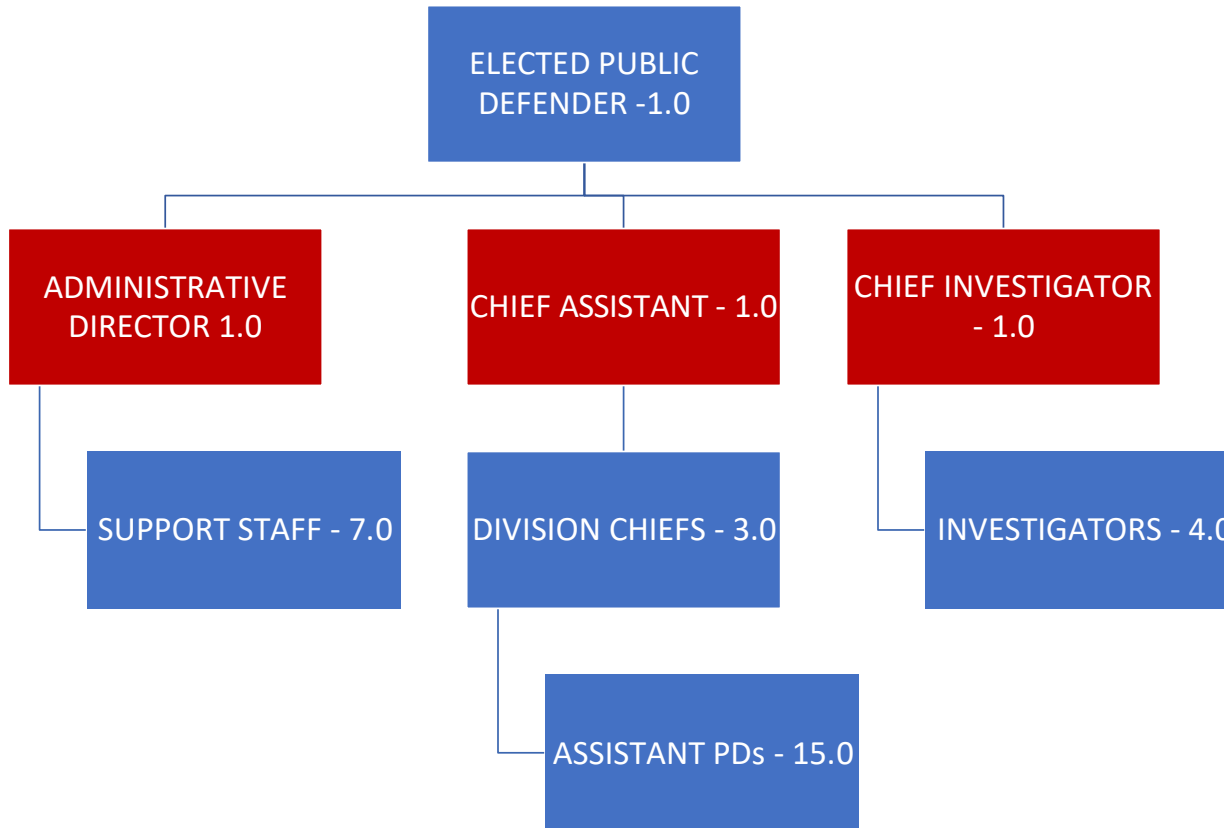 ELECTED PUBLIC
DEFENDER -1.0
ADMINISTRATIVE
DIRECTOR 1.0
CHIEF ASSISTANT - 1.0
CHIEF INVESTIGATOR
- 1.0
SUPPORT STAFF - 7.0
DIVISION CHIEFS - 3.0
INVESTIGATORS - 4.0
ASSISTANT PDs - 15.0